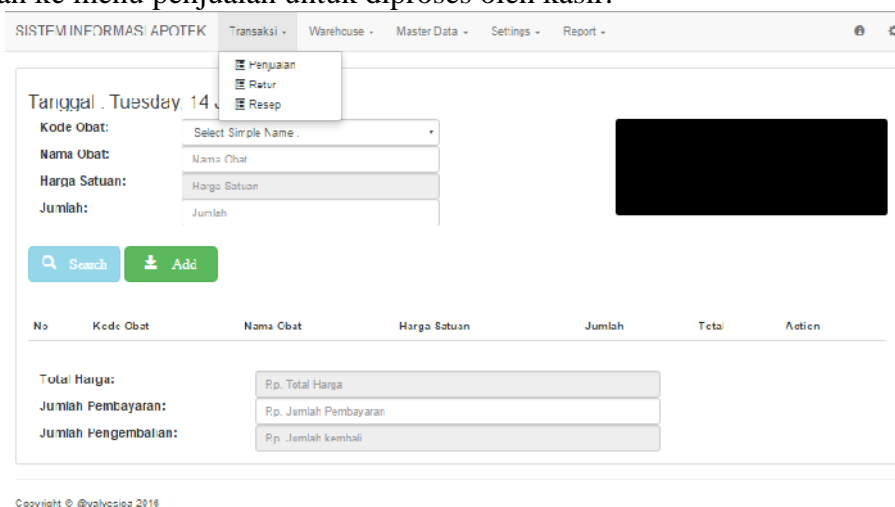 ke menu penjualan untuk diproses oleh kasir.
SISTEM INFORMASI APOTEK Transaksi Warehouse Master Data Settings Report
Penjualan
Retur
Resep
Tanggal : Tuesday, 14 J
Kode Obat: Select Simple Name .
Nama Obat: Nama Obat
Harga Satuan: Harga Satuan
Jumlah: Jumlah
Search Add
No Kode Obat Nama Obat Harga Satuan Jumlah Total Action
Total Harga: Rp. Total Harga
Jumlah Pembayaran: Rp. Jumlah Pembayaran
Jumlah Pengembalian: Rp. Jumlah kembali
Copyright © 2016